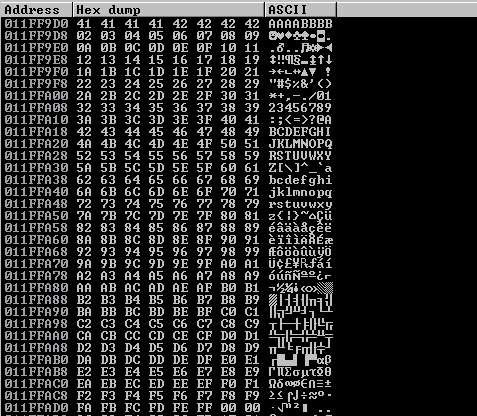 Address Hex dump ASCII
011FF9D0 41 41 41 41 42 42 42 42 AAAABBBB
011FF9D8 02 03 04 05 06 07 08 09 ☻♥♦♣♠•◘.
011FF9E0 0A 0B 0C 0D 0E 0F 10 11 .♂..♫☼►◄
011FF9E8 12 13 14 15 16 17 18 19 ↕‼¶§▬↨↑↓
011FF9F0 1A 1B 1C 1D 1E 1F 20 21 →←∟↔▲▼ !
011FF9F8 22 23 24 25 26 27 28 29 "#$%&'()
011FFA00 2A 2B 2C 2D 2E 2F 30 31 *+,-./01
011FFA08 32 33 34 35 36 37 38 39 23456789
011FFA10 3A 3B 3C 3D 3E 3F 40 41 :;<=>?@A
011FFA18 42 43 44 45 46 47 48 49 BCDEFGHI
011FFA20 4A 4B 4C 4D 4E 4F 50 51 JKLMNOPQ
011FFA28 52 53 54 55 56 57 58 59 RSTUVWXY
011FFA30 5A 5B 5C 5D 5E 5F 60 61 Z[\]^_`a
011FFA38 62 63 64 65 66 67 68 69 bcdefghi
011FFA40 6A 6B 6C 6D 6E 6F 70 71 jklmnopq
011FFA48 72 73 74 75 76 77 78 79 rstuvwxy
011FFA50 7A 7B 7C 7D 7E 7F 80 81 z{|}~⌂Çü
011FFA58 82 83 84 85 86 87 88 89 éâäàåçêë
011FFA60 8A 8B 8C 8D 8E 8F 90 91 èïîìÄÅÉæ
011FFA68 92 93 94 95 96 97 98 99 ÆôöòûùÿÖ
011FFA70 9A 9B 9C 9D 9E 9F A0 A1 Ü¢£¥₧ƒáí
011FFA78 A2 A3 A4 A5 A6 A7 A8 A9 óúñÑªº¿⌐
011FFA80 AA AB AC AD AE AF B0 B1 ¬½¼¡«»░▒
011FFA88 B2 B3 B4 B5 B6 B7 B8 B9 ▓│┤╡╢╖╕╣
011FFA90 BA BB BC BD BE BF C0 C1 ║╗╝╜╛┐└┴
011FFA98 C2 C3 C4 C5 C6 C7 C8 C9 ┬├─┼╞╟╚╔
011FFAA0 CA CB CC CD CE CF D0 D1 ╩╦╠═╬╧╨╤
011FFAA8 D2 D3 D4 D5 D6 D7 D8 D9 ╥╙╘╒╓╫╪┘
011FFAB0 DA DB DC DD DE DF E0 E1 ┌█▄▌▐▀αß
011FFAB8 E2 E3 E4 E5 E6 E7 E8 E9 ΓπΣσµτΦΘ
011FFAC0 EA EB EC ED EE EF F0 F1 Ωδ∞φε∩≡±
011FFAC8 F2 F3 F4 F5 F6 F7 F8 F9 ≥≤⌠⌡÷≈°∙
011FFAD0 FA FB FC FD FE FF 00 00 ·√ⁿ²■ ..